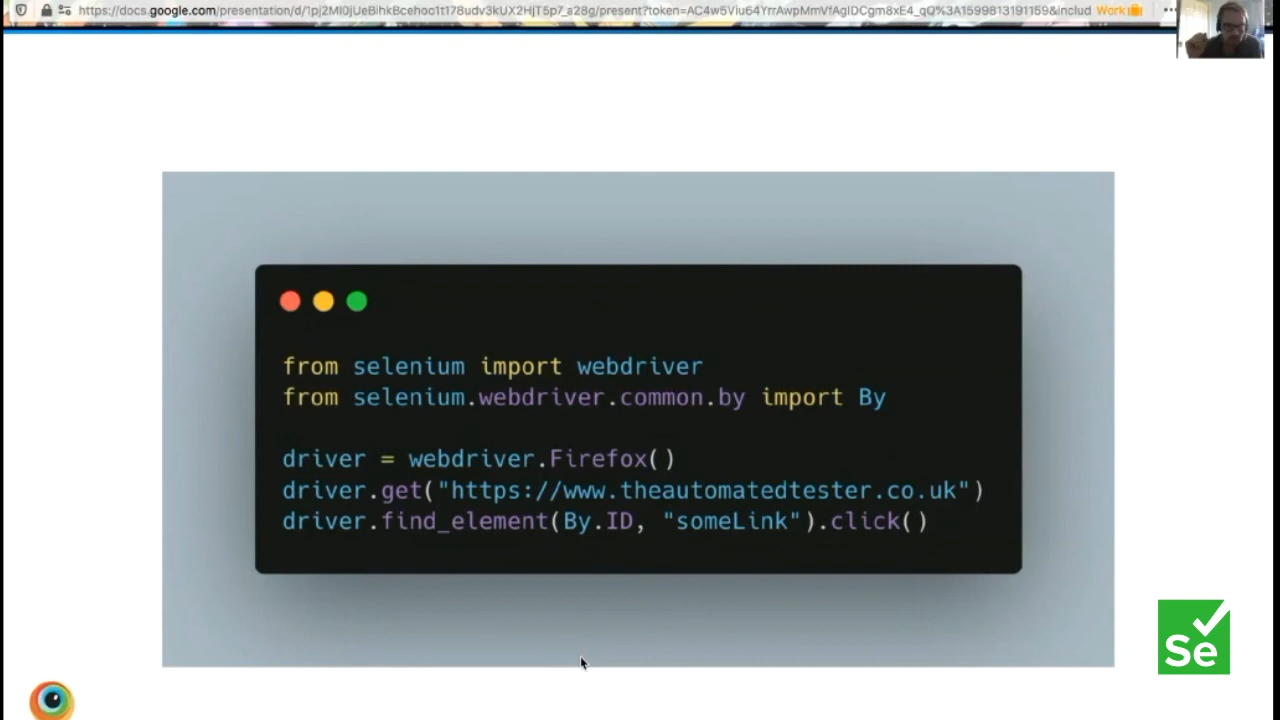 from selenium import webdriver
from selenium.webdriver.common.by import By
driver = webdriver.Firefox()
driver.get("https://www.theautomatedtester.co.uk")
driver.find_element(By.ID, "someLink").click()
Se